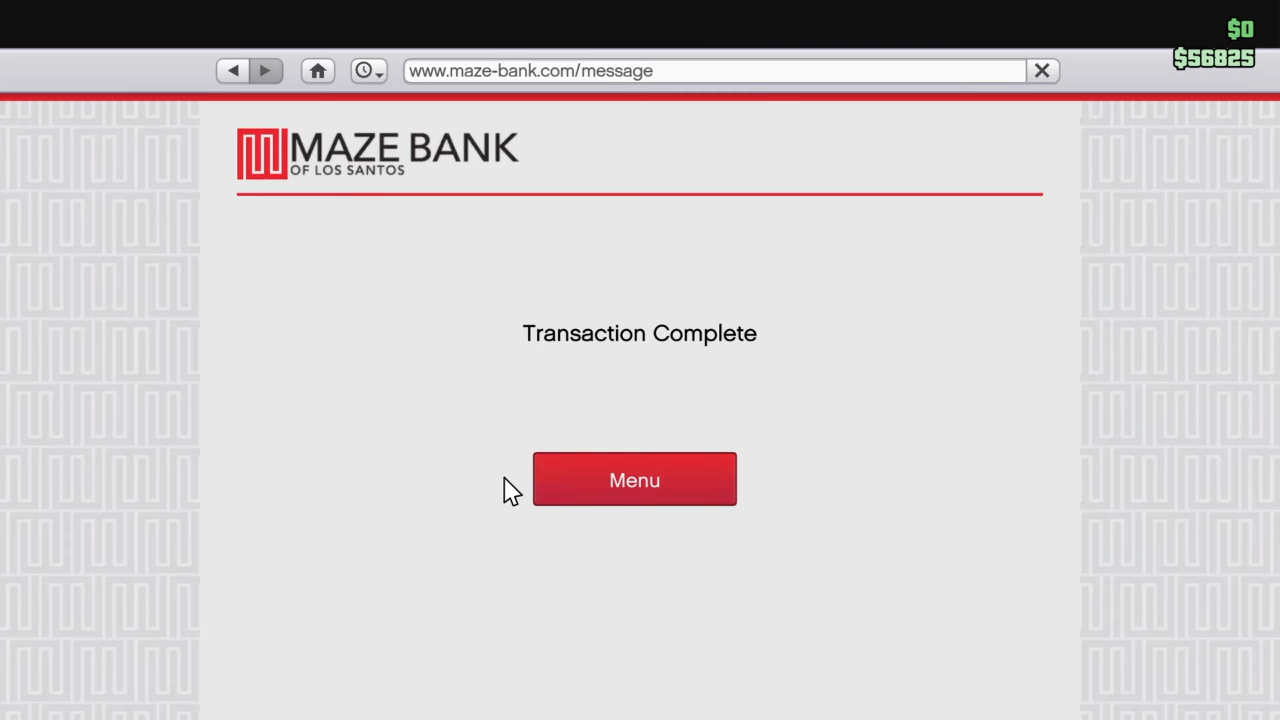 $0
$56825
www.maze-bank.com/message
MAZE BANK
OF LOS SANTOS
Transaction Complete
Menu